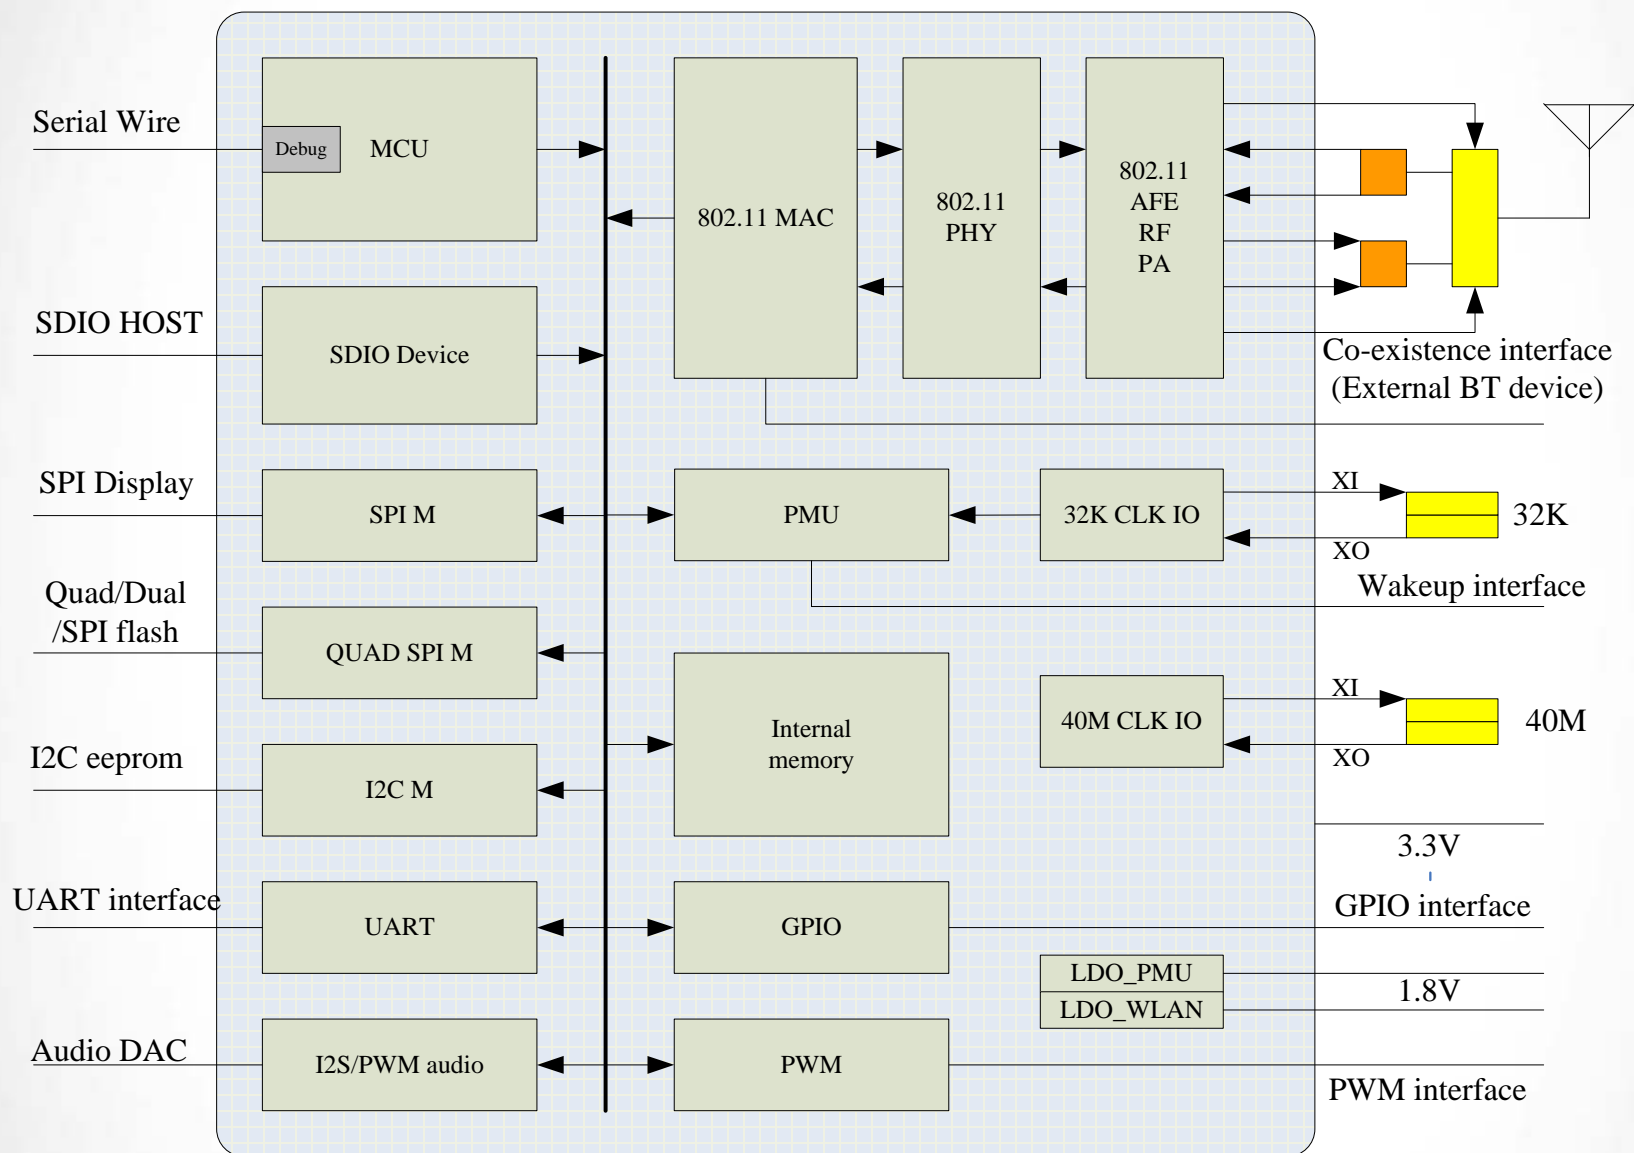 Serial Wire
Debug
MCU
802.11 MAC
802.11
PHY
802.11
AFE
RF
PA
SDIO HOST
SDIO Device
Co-existence interface
(External BT device)
SPI Display
SPI M
PMU
32K CLK IO
XI
32K
XO
Wakeup interface
Quad/Dual
/SPI flash
QUAD SPI M
Internal
memory
40M CLK IO
XI
40M
XO
I2C eeprom
I2C M
3.3V
UART interface
UART
GPIO
GPIO interface
LDO_PMU
LDO_WLAN
1.8V
Audio DAC
I2S/PWM audio
PWM
PWM interface